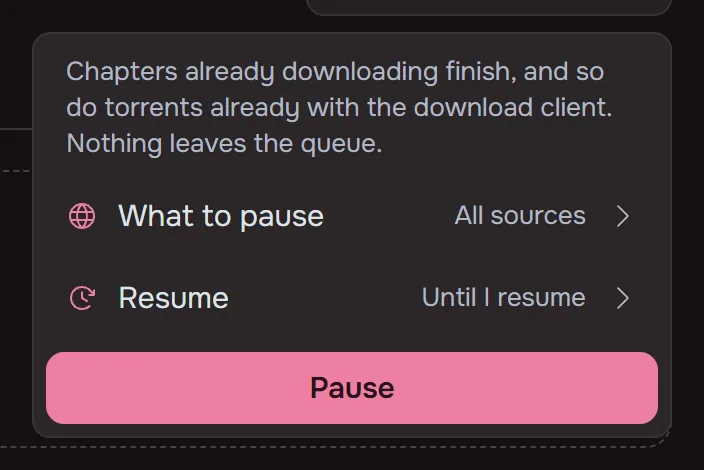 Chapters already downloading finish, and so
do torrents already with the download client.
Nothing leaves the queue.
What to pause All sources
Resume Until I resume
Pause